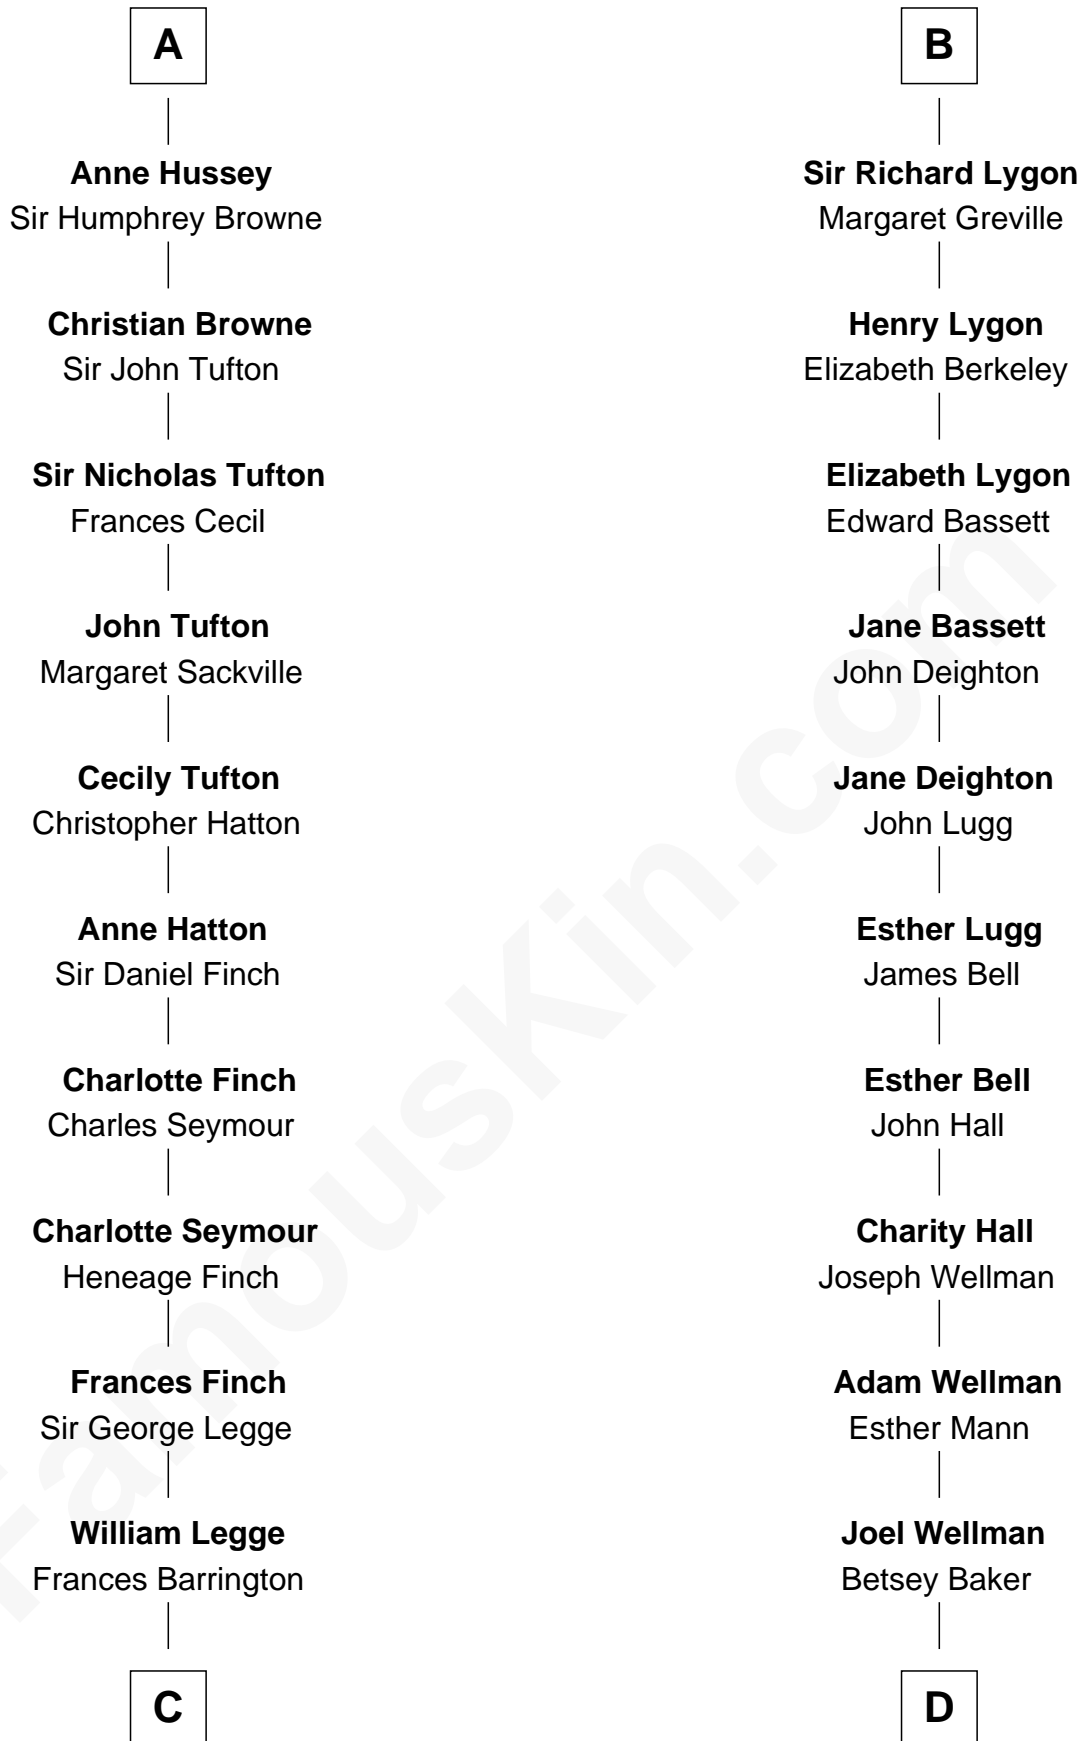 A
Anne Hussey
Sir Humphrey Browne
Christian Browne
Sir John Tufton
Sir Nicholas Tufton
Frances Cecil
John Tufton
Margaret Sackville
Cecily Tufton
Christopher Hatton
Anne Hatton
Sir Daniel Finch
Charlotte Finch
Charles Seymour
Charlotte Seymour
Heneage Finch
Frances Finch
Sir George Legge
William Legge
Frances Barrington
C
B
Sir Richard Lygon
Margaret Greville
Henry Lygon
Elizabeth Berkeley
Elizabeth Lygon
Edward Bassett
Jane Bassett
John Deighton
Jane Deighton
John Lugg
Esther Lugg
James Bell
Esther Bell
John Hall
Charity Hall
Joseph Wellman
Adam Wellman
Esther Mann
Joel Wellman
Betsey Baker
D
FamousKin.com